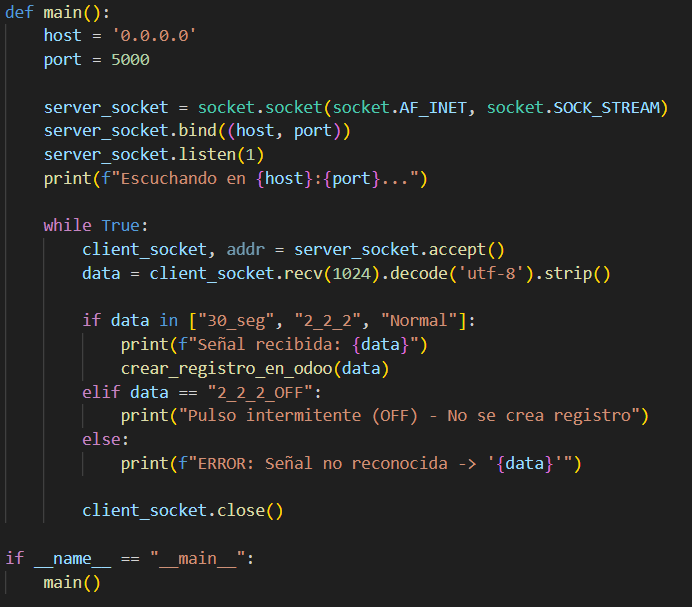 def main():
    host = '0.0.0.0'
    port = 5000
    server_socket = socket.socket(socket.AF_INET, socket.SOCK_STREAM)
    server_socket.bind((host, port))
    server_socket.listen(1)
    print(f"Escuchando en {host}:{port}...")
    while True:
        client_socket, addr = server_socket.accept()
        data = client_socket.recv(1024).decode('utf-8').strip()
        if data in ["30_seg", "2_2_2", "Normal"]:
            print(f"Señal recibida: {data}")
            crear_registro_en_odoo(data)
        elif data == "2_2_2_OFF":
            print("Pulso intermitente (OFF) - No se crea registro")
        else:
            print(f"ERROR: Señal no reconocida -> '{data}'")
        client_socket.close()
if __name__ == "__main__":
    main()